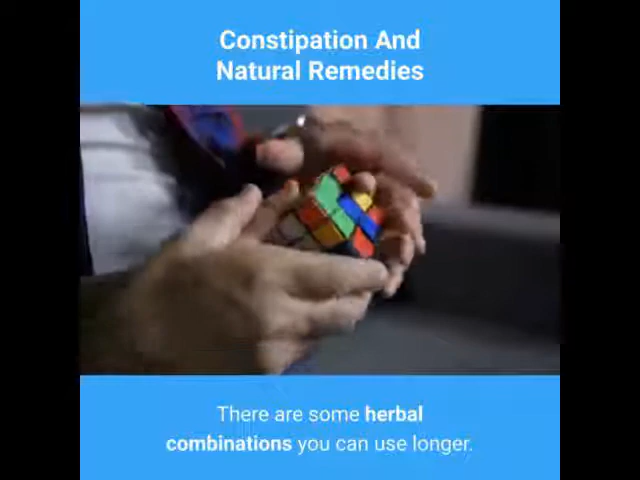 Constipation And
Natural Remedies
There are some herbal
combinations you can use longer.